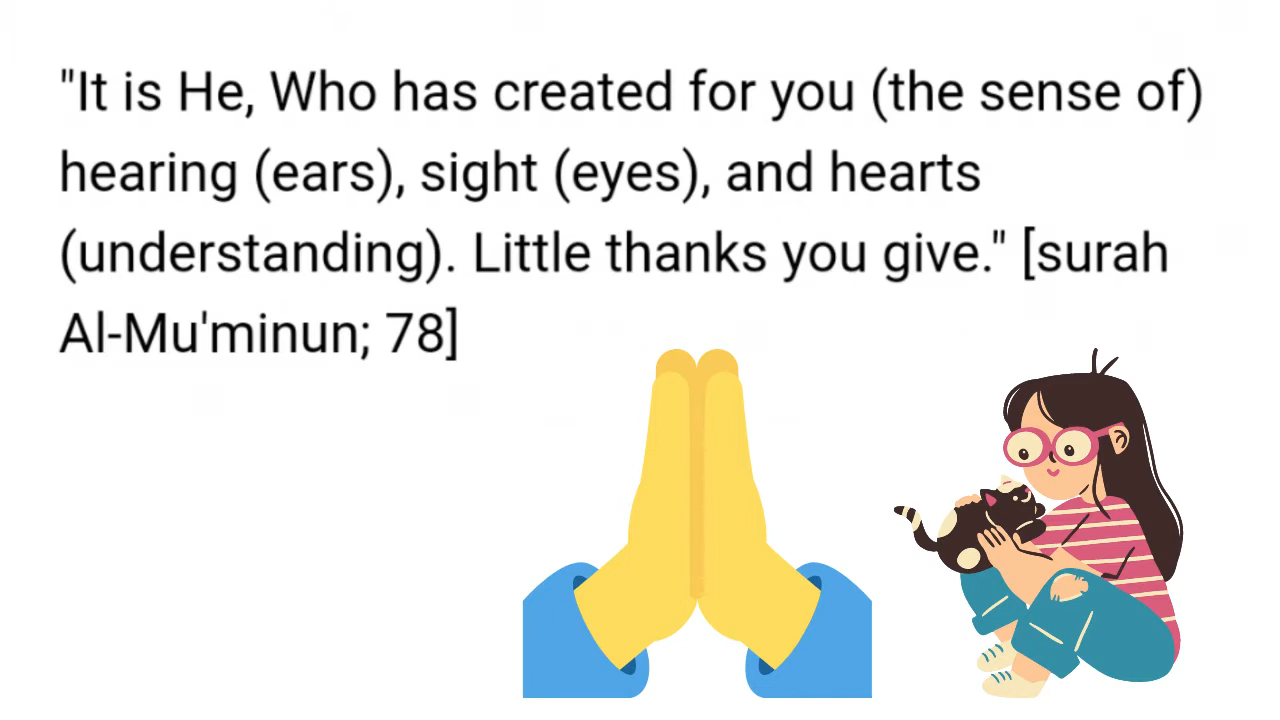 "It is He, Who has created for you (the sense of)
hearing (ears), sight (eyes), and hearts
(understanding). Little thanks you give." [surah
Al-Mu'minun; 78]